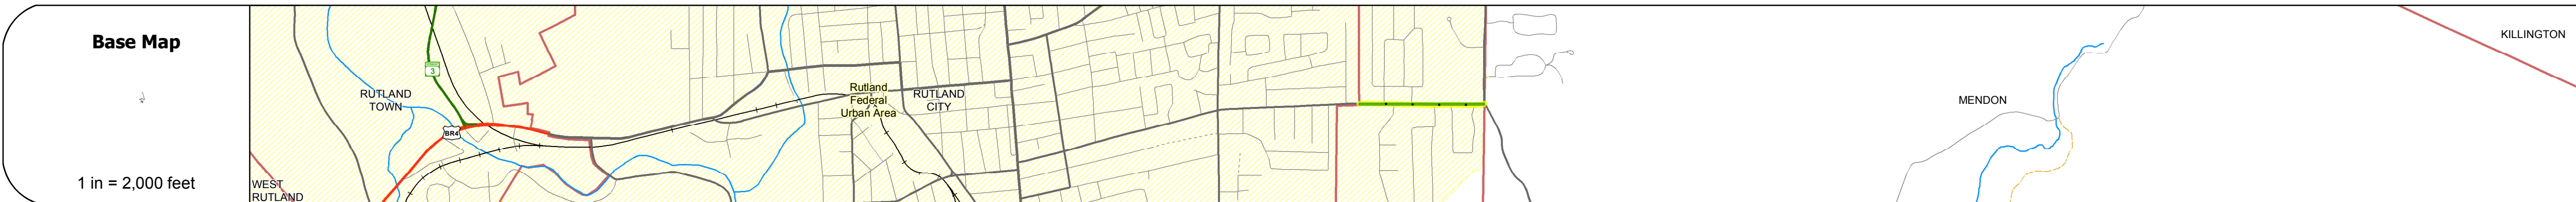 Base Map
1 in = 2,000 feet
3
RUTLAND
TOWN
BR4
WEST
RUTLAND
Rutland
Federal
Urban Area
RUTLAND
CITY
MENDON
KILLINGTON